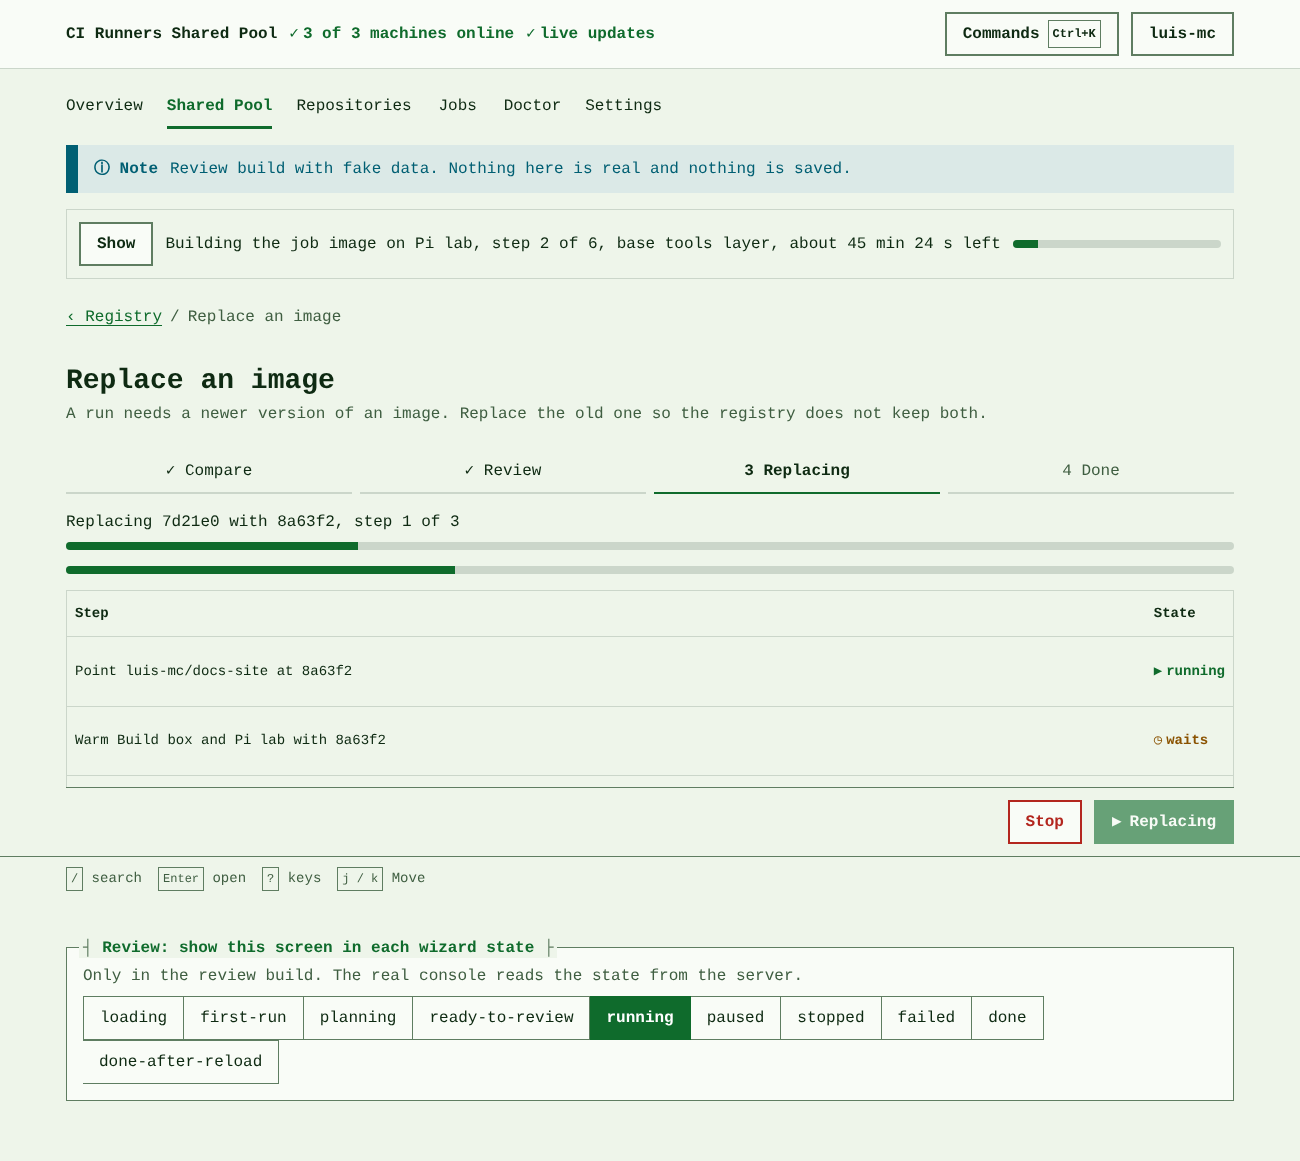 CI Runners Shared Pool ✓ 3 of 3 machines online ✓ live updates Commands Ctrl+K luis-mc
Overview Shared Pool Repositories Jobs Doctor Settings
ⓘ Note Review build with fake data. Nothing here is real and nothing is saved.
Show Building the job image on Pi lab, step 2 of 6, base tools layer, about 45 min 24 s left
‹ Registry / Replace an image
Replace an image
A run needs a newer version of an image. Replace the old one so the registry does not keep both.
✓ Compare ✓ Review 3 Replacing 4 Done
Replacing 7d21e0 with 8a63f2, step 1 of 3
Step State
Point luis-mc/docs-site at 8a63f2 ▶ running
Warm Build box and Pi lab with 8a63f2 ◷ waits
Stop ▶ Replacing
/ search Enter open ? keys j / k Move
Review: show this screen in each wizard state
Only in the review build. The real console reads the state from the server.
loading first-run planning ready-to-review running paused stopped failed done
done-after-reload